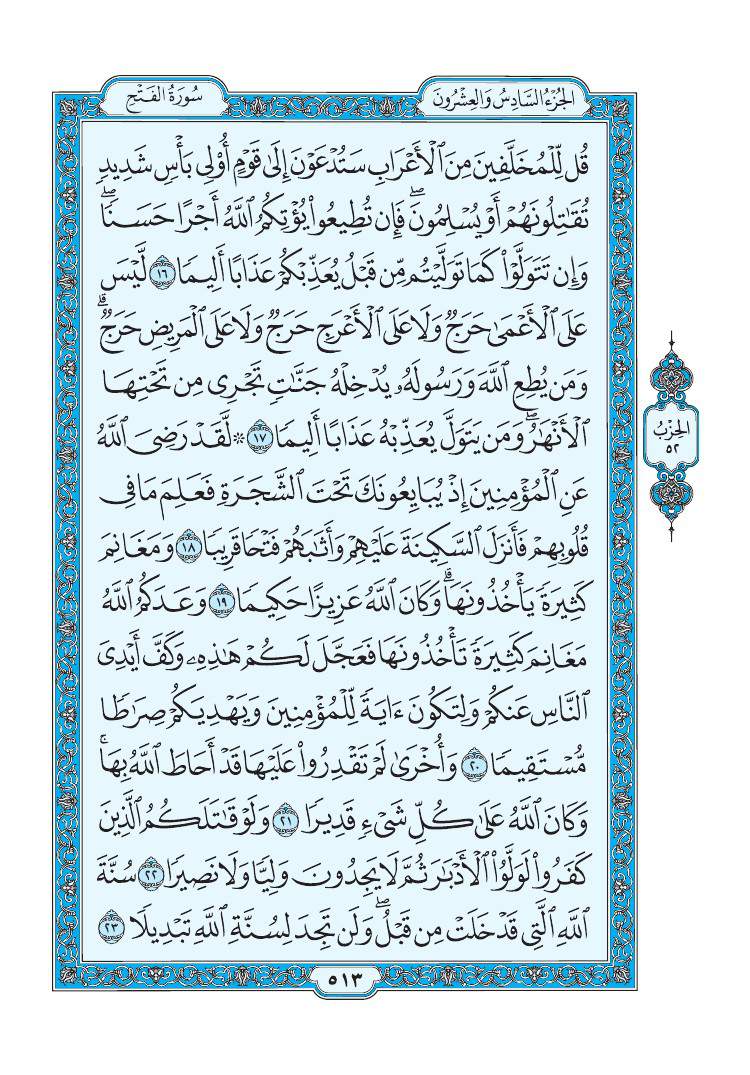 الجُزْءُ السَّادِسُ وَالعِشْرُونَ
سُورَةُ الفَتْحِ
قُل لِّلْمُخَلَّفِينَ مِنَ ٱلْأَعْرَابِ سَتُدْعَوْنَ إِلَىٰ قَوْمٍ أُو۟لِى بَأْسٍ شَدِيدٍ
تُقَـٰتِلُونَهُمْ أَوْ يُسْلِمُونَ ۖ فَإِن تُطِيعُوا۟ يُؤْتِكُمُ ٱللَّهُ أَجْرًا حَسَنًا ۖ
وَإِن تَتَوَلَّوْا۟ كَمَا تَوَلَّيْتُم مِّن قَبْلُ يُعَذِّبْكُمْ عَذَابًا أَلِيمًا ١٦ لَّيْسَ
عَلَى ٱلْأَعْمَىٰ حَرَجٌ وَلَا عَلَى ٱلْأَعْرَجِ حَرَجٌ وَلَا عَلَى ٱلْمَرِيضِ حَرَجٌ ۗ
وَمَن يُطِعِ ٱللَّهَ وَرَسُولَهُۥ يُدْخِلْهُ جَنَّـٰتٍ تَجْرِى مِن تَحْتِهَا
ٱلْأَنْهَـٰرُ ۖ وَمَن يَتَوَلَّ يُعَذِّبْهُ عَذَابًا أَلِيمًا ١٧ ۞ لَّقَدْ رَضِىَ ٱللَّهُ
عَنِ ٱلْمُؤْمِنِينَ إِذْ يُبَايِعُونَكَ تَحْتَ ٱلشَّجَرَةِ فَعَلِمَ مَا فِى
قُلُوبِهِمْ فَأَنزَلَ ٱلسَّكِينَةَ عَلَيْهِمْ وَأَثَـٰبَهُمْ فَتْحًا قَرِيبًا ١٨ وَمَغَانِمَ
كَثِيرَةً يَأْخُذُونَهَا ۗ وَكَانَ ٱللَّهُ عَزِيزًا حَكِيمًا ١٩ وَعَدَكُمُ ٱللَّهُ
مَغَانِمَ كَثِيرَةً تَأْخُذُونَهَا فَعَجَّلَ لَكُمْ هَـٰذِهِۦ وَكَفَّ أَيْدِىَ
ٱلنَّاسِ عَنكُمْ وَلِتَكُونَ ءَايَةً لِّلْمُؤْمِنِينَ وَيَهْدِيَكُمْ صِرَٰطًا
مُّسْتَقِيمًا ٢٠ وَأُخْرَىٰ لَمْ تَقْدِرُوا۟ عَلَيْهَا قَدْ أَحَاطَ ٱللَّهُ بِهَا ۚ
وَكَانَ ٱللَّهُ عَلَىٰ كُلِّ شَىْءٍ قَدِيرًا ٢١ وَلَوْ قَـٰتَلَكُمُ ٱلَّذِينَ
كَفَرُوا۟ لَوَلَّوُا۟ ٱلْأَدْبَـٰرَ ثُمَّ لَا يَجِدُونَ وَلِيًّا وَلَا نَصِيرًا ٢٢ سُنَّةَ
ٱللَّهِ ٱلَّتِى قَدْ خَلَتْ مِن قَبْلُ ۖ وَلَن تَجِدَ لِسُنَّةِ ٱللَّهِ تَبْدِيلًا ٢٣
الحِزْبُ
٥٢
٥١٣